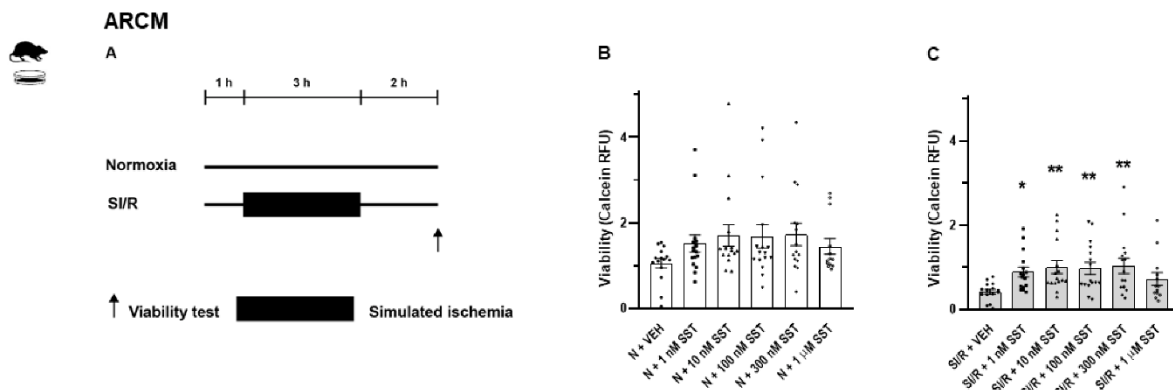 ARCM
A
1 h 3 h 2 h
Normoxia
SI/R
Viability test Simulated ischemia
B
Viability (Calcein RFU)
4
2
0
N + VEH
N + 1 nM SST
N + 10 nM SST
N + 100 nM SST
N + 300 nM SST
N + 1 µM SST
C
Viability (Calcein RFU)
4
2
0
*
**
**
**
SI/R + VEH
SI/R + 1 nM SST
SI/R + 10 nM SST
SI/R + 100 nM SST
SI/R + 300 nM SST
SI/R + 1 µM SST